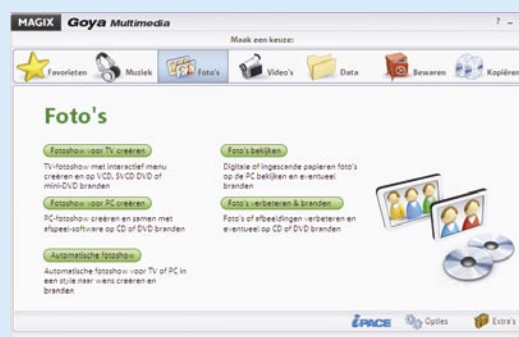 MAGIX Goya Multimedia ? –
Maak een keuze:
Favorieten Muziek Foto's Video's Data Bewaren Kopiëren
Foto's
Fotoshow voor TV creëren
TV-fotoshow met interactief menu
creëren en op VCD, SVCD DVD of
mini-DVD branden
Foto's bekijken
Digitale of ingescande papieren foto's
op de PC bekijken en eventueel
branden
Fotoshow voor PC creëren
PC-fotoshow creëren en samen met
afspeel-software op CD of DVD branden
Foto's verbeteren & branden
Foto's of afbeeldingen verbeteren en
eventueel op CD of DVD branden
Automatische fotoshow
Automatische fotoshow voor TV of PC in
een style naar wens creëren en
branden
iPACE Opties Extra's